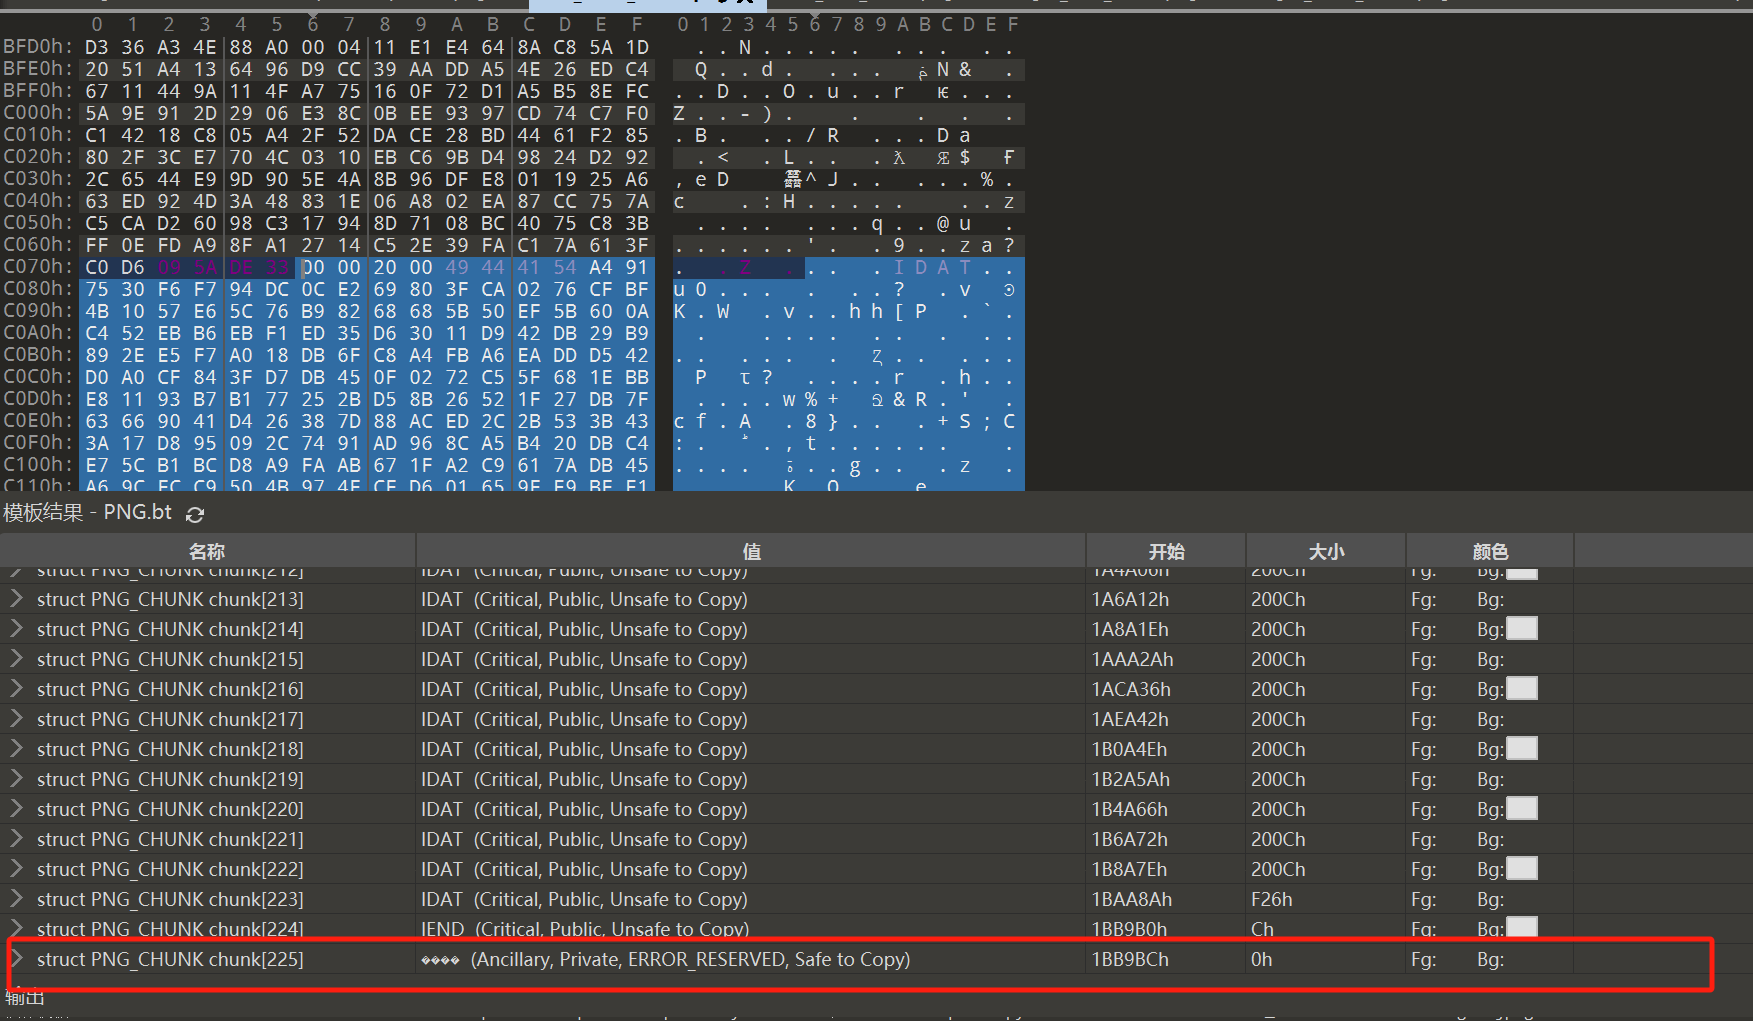 0 1 2 3 4 5 6 7 8 9 A B C D E F 0 1 2 3 4 5 6 7 8 9 A B C D E F
BFD0h: D3 36 A3 4E 88 A0 00 04 11 E1 E4 64 8A C8 5A 1D
BFE0h: 20 51 A4 13 64 96 D9 CC 39 AA DD A5 4E 26 ED C4
BFF0h: 67 11 44 9A 11 4F A7 75 16 0F 72 D1 A5 B5 8E FC
C000h: 5A 9E 91 2D 29 06 E3 8C 0B EE 93 97 CD 74 C7 F0
C010h: C1 42 18 C8 05 A4 2F 52 DA CE 28 BD 44 61 F2 85
C020h: 80 2F 3C E7 70 4C 03 10 EB C6 9B D4 98 24 D2 92
C030h: 2C 65 44 E9 9D 90 5E 4A 8B 96 DF E8 01 19 25 A6
C040h: 63 ED 92 4D 3A 48 83 1E 06 A8 02 EA 87 CC 75 7A
C050h: C5 CA D2 60 98 C3 17 94 8D 71 08 BC 40 75 C8 3B
C060h: FF 0E FD A9 8F A1 27 14 C5 2E 39 FA C1 7A 61 3F
C070h: C0 D6 09 5A DE 33 00 00 20 00 49 44 41 54 A4 91
C080h: 75 30 F6 F7 94 DC 0C E2 69 80 3F CA 02 76 CF BF
C090h: 4B 10 57 E6 5C 76 B9 82 68 68 5B 50 EF 5B 60 0A
C0A0h: C4 52 EB B6 EB F1 ED 35 D6 30 11 D9 42 DB 29 B9
C0B0h: 89 2E E5 F7 A0 18 DB 6F C8 A4 FB A6 EA DD D5 42
C0C0h: D0 A0 CF 84 3F D7 DB 45 0F 02 72 C5 5F 68 1E BB
C0D0h: E8 11 93 B7 B1 77 25 2B D5 8B 26 52 1F 27 DB 7F
C0E0h: 63 66 90 41 D4 26 38 7D 88 AC ED 2C 2B 53 3B 43
C0F0h: 3A 17 D8 95 09 2C 74 91 AD 96 8C A5 B4 20 DB C4
C100h: E7 5C B1 BC D8 A9 FA AB 67 1F A2 C9 61 7A DB 45
C110h: A6 9C EC C9 50 4B 97 4F CE D6 01 65 9E E9 BE E1
模板结果 - PNG.bt
名称 值 开始 大小 颜色
struct PNG_CHUNK chunk[212] IDAT (Critical, Public, Unsafe to Copy) 1A4A06h 200Ch Fg: Bg:
struct PNG_CHUNK chunk[213] IDAT (Critical, Public, Unsafe to Copy) 1A6A12h 200Ch Fg: Bg:
struct PNG_CHUNK chunk[214] IDAT (Critical, Public, Unsafe to Copy) 1A8A1Eh 200Ch Fg: Bg:
struct PNG_CHUNK chunk[215] IDAT (Critical, Public, Unsafe to Copy) 1AAA2Ah 200Ch Fg: Bg:
struct PNG_CHUNK chunk[216] IDAT (Critical, Public, Unsafe to Copy) 1ACA36h 200Ch Fg: Bg:
struct PNG_CHUNK chunk[217] IDAT (Critical, Public, Unsafe to Copy) 1AEA42h 200Ch Fg: Bg:
struct PNG_CHUNK chunk[218] IDAT (Critical, Public, Unsafe to Copy) 1B0A4Eh 200Ch Fg: Bg:
struct PNG_CHUNK chunk[219] IDAT (Critical, Public, Unsafe to Copy) 1B2A5Ah 200Ch Fg: Bg:
struct PNG_CHUNK chunk[220] IDAT (Critical, Public, Unsafe to Copy) 1B4A66h 200Ch Fg: Bg:
struct PNG_CHUNK chunk[221] IDAT (Critical, Public, Unsafe to Copy) 1B6A72h 200Ch Fg: Bg:
struct PNG_CHUNK chunk[222] IDAT (Critical, Public, Unsafe to Copy) 1B8A7Eh 200Ch Fg: Bg:
struct PNG_CHUNK chunk[223] IDAT (Critical, Public, Unsafe to Copy) 1BAA8Ah F26h Fg: Bg:
struct PNG_CHUNK chunk[224] IEND (Critical, Public, Unsafe to Copy) 1BB9B0h Ch Fg: Bg:
struct PNG_CHUNK chunk[225] ���� (Ancillary, Private, ERROR_RESERVED, Safe to Copy) 1BB9BCh 0h Fg: Bg:
输出